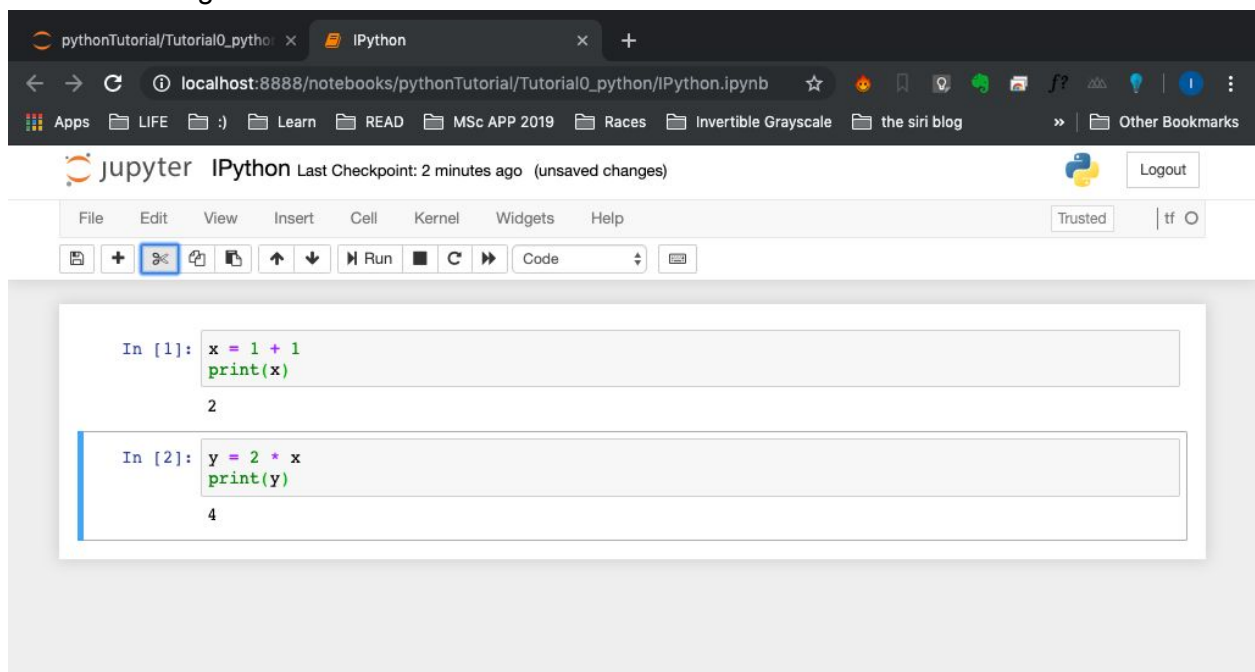 pythonTutorial/Tutorial0_pytho
IPython
localhost:8888/notebooks/pythonTutorial/Tutorial0_python/IPython.ipynb
f?
I
Apps LIFE :) Learn READ MSc APP 2019 Races Invertible Grayscale the siri blog » Other Bookmarks
jupyter IPython Last Checkpoint: 2 minutes ago (unsaved changes)
Logout
File Edit View Insert Cell Kernel Widgets Help
Trusted
tf
Run
Code
In [1]: x = 1 + 1
print(x)
2
In [2]: y = 2 * x
print(y)
4